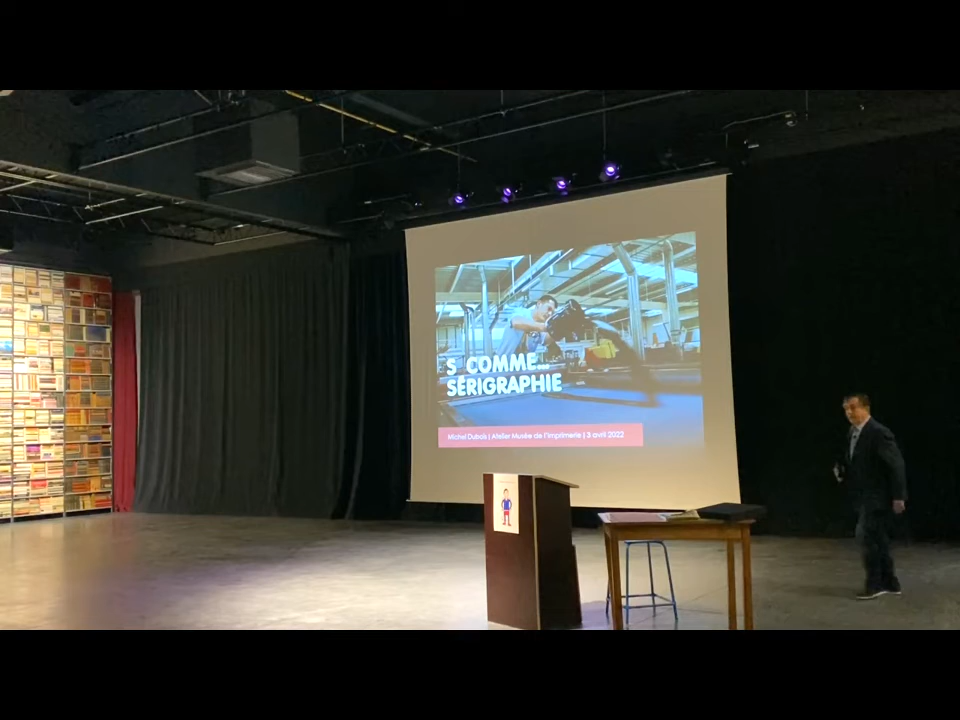 S COMME...
SÉRIGRAPHIE
Michel Dubois | Atelier Musée de l'Imprimerie | 3 avril 2022